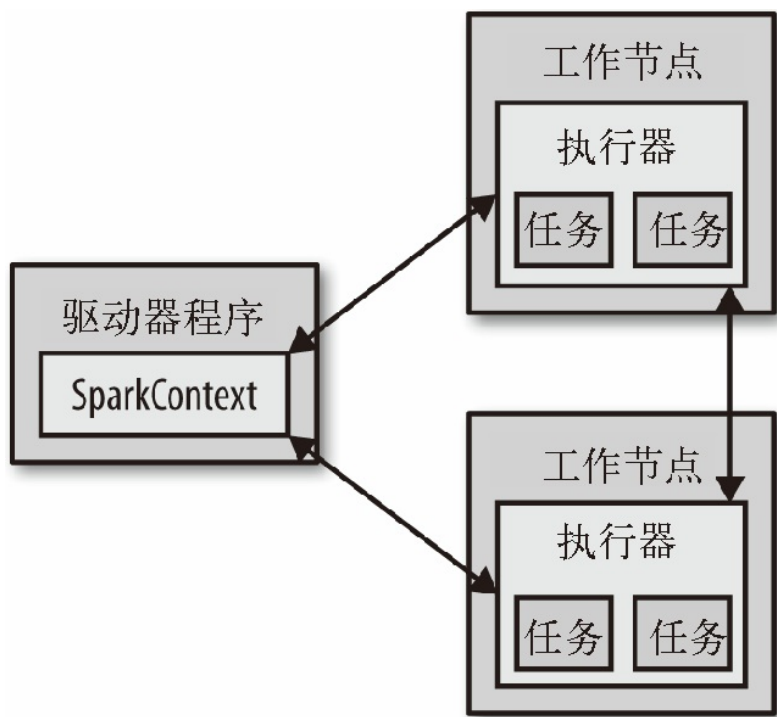 工作节点
执行器
任务 任务
驱动器程序
SparkContext
工作节点
执行器
任务 任务